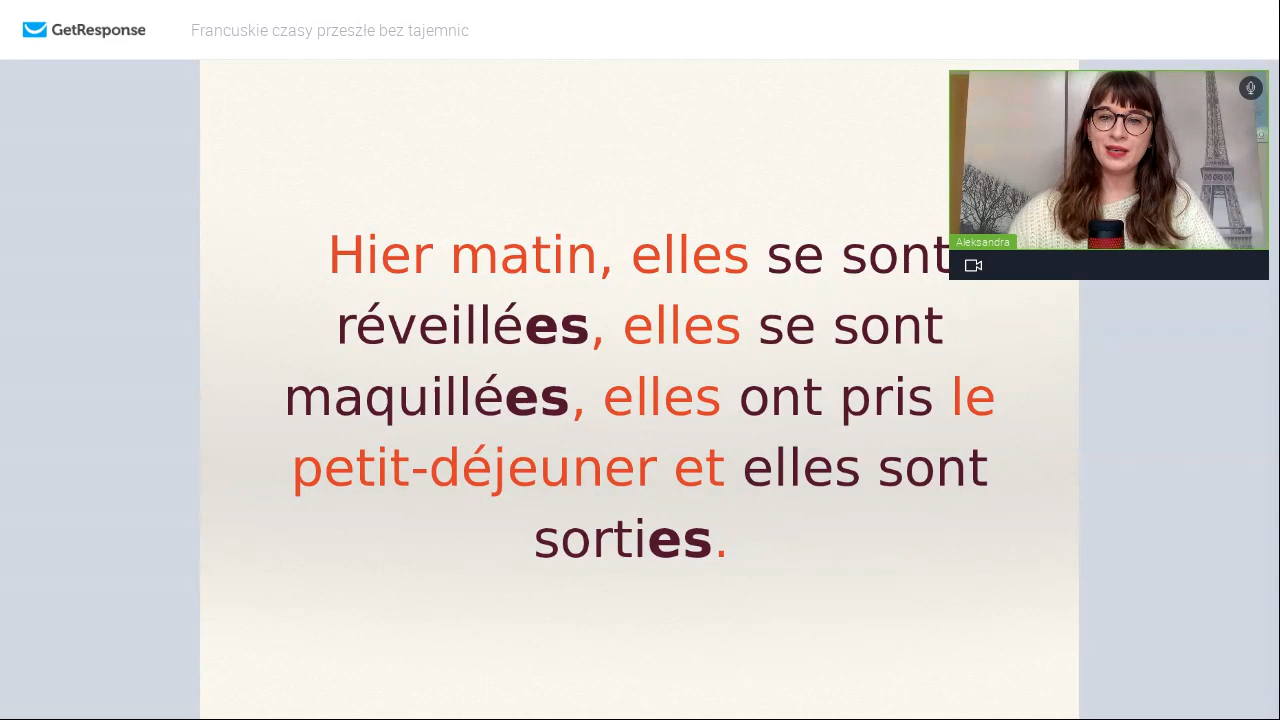 GetResponse
Francuskie czasy przeszłe bez tajemnic
Hier matin, elles se sont
réveillées, elles se sont
maquillées, elles ont pris le
petit-déjeuner et elles sont
sorties.
Aleksandra